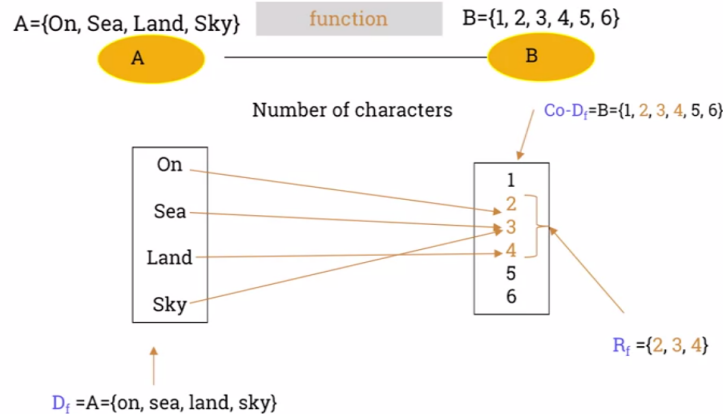 A={On, Sea, Land, Sky}
function
B={1, 2, 3, 4, 5, 6}
A
B
Number of characters
Co-Df=B={1, 2, 3, 4, 5, 6}
On
Sea
Land
Sky
1
2
3
4
5
6
Rf ={2, 3, 4}
Df =A={on, sea, land, sky}